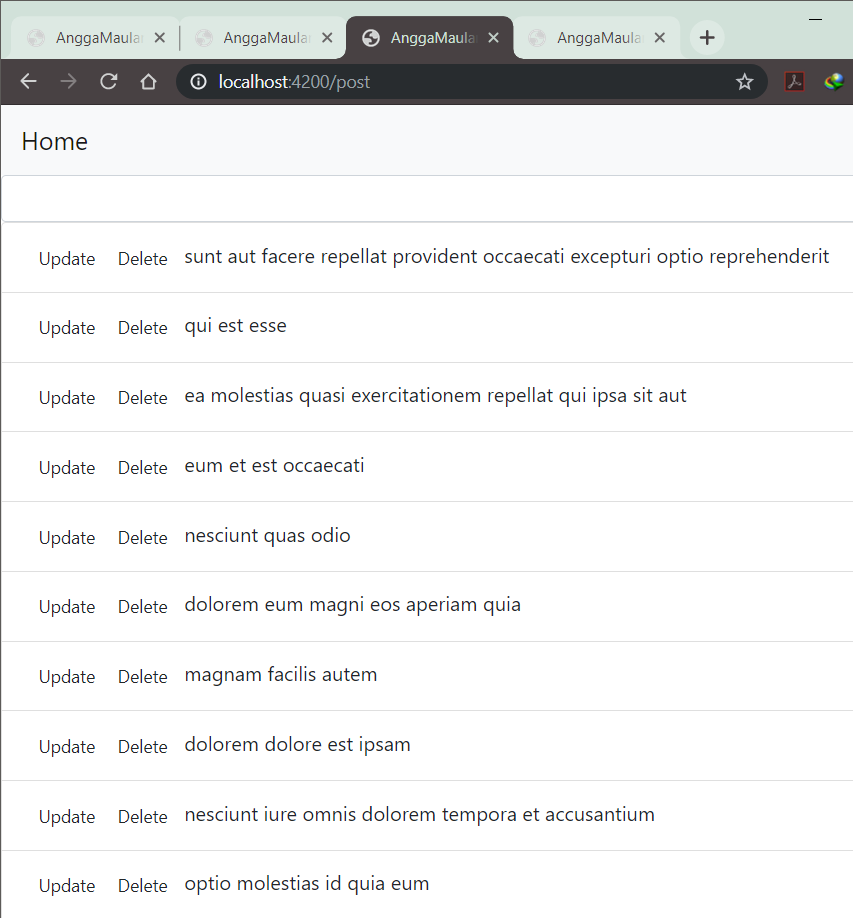 AnggaMaula AnggaMaula AnggaMaula AnggaMaula
localhost:4200/post
Home
Update Delete sunt aut facere repellat provident occaecati excepturi optio reprehenderit
Update Delete qui est esse
Update Delete ea molestias quasi exercitationem repellat qui ipsa sit aut
Update Delete eum et est occaecati
Update Delete nesciunt quas odio
Update Delete dolorem eum magni eos aperiam quia
Update Delete magnam facilis autem
Update Delete dolorem dolore est ipsam
Update Delete nesciunt iure omnis dolorem tempora et accusantium
Update Delete optio molestias id quia eum